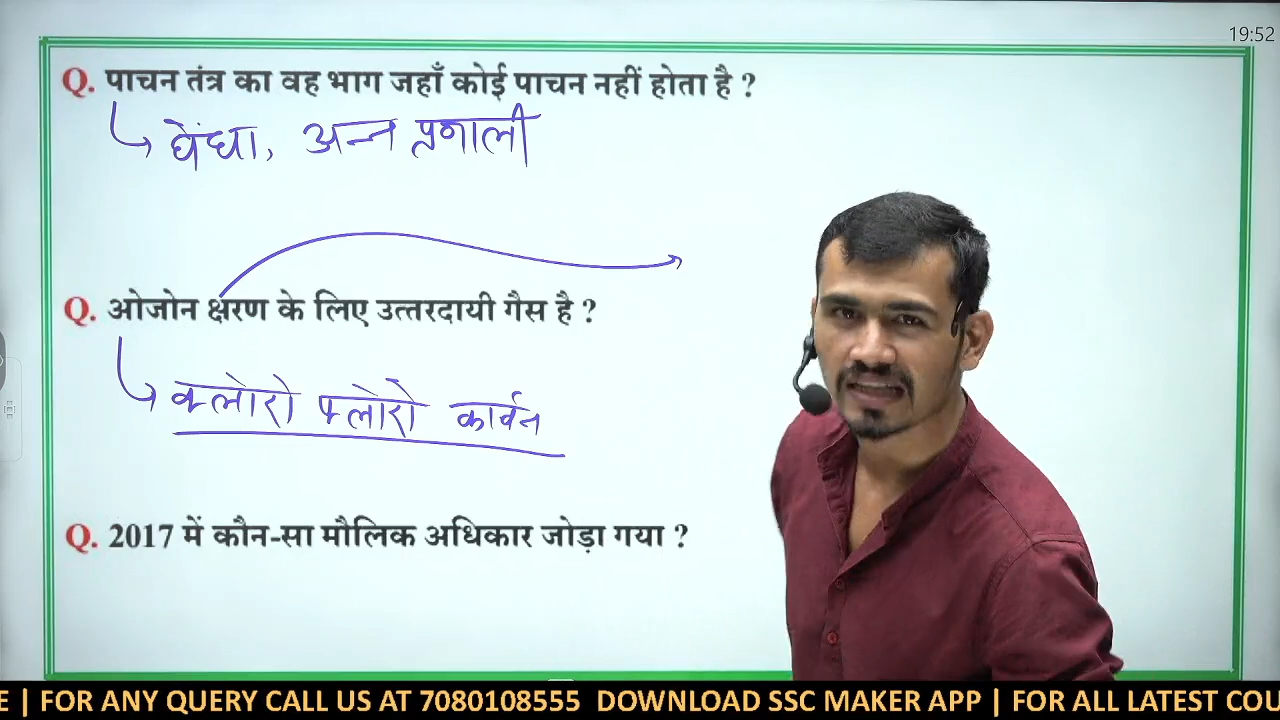 19:52
Q. पाचन तंत्र का वह भाग जहाँ कोई पाचन नहीं होता है ?
घेंघा, अन्न प्रनाली
Q. ओजोन क्षरण के लिए उत्तरदायी गैस है ?
क्लोरो फ्लोरो कार्बन
Q. 2017 में कौन-सा मौलिक अधिकार जोड़ा गया ?
E | FOR ANY QUERY CALL US AT 7080108555 DOWNLOAD SSC MAKER APP | FOR ALL LATEST COU